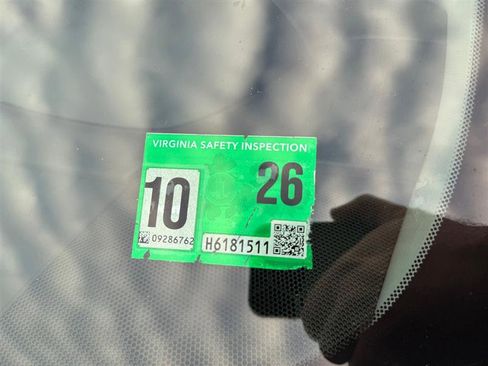 VIRGINIA SAFETY INSPECTION
10 26
09286762 H6181511